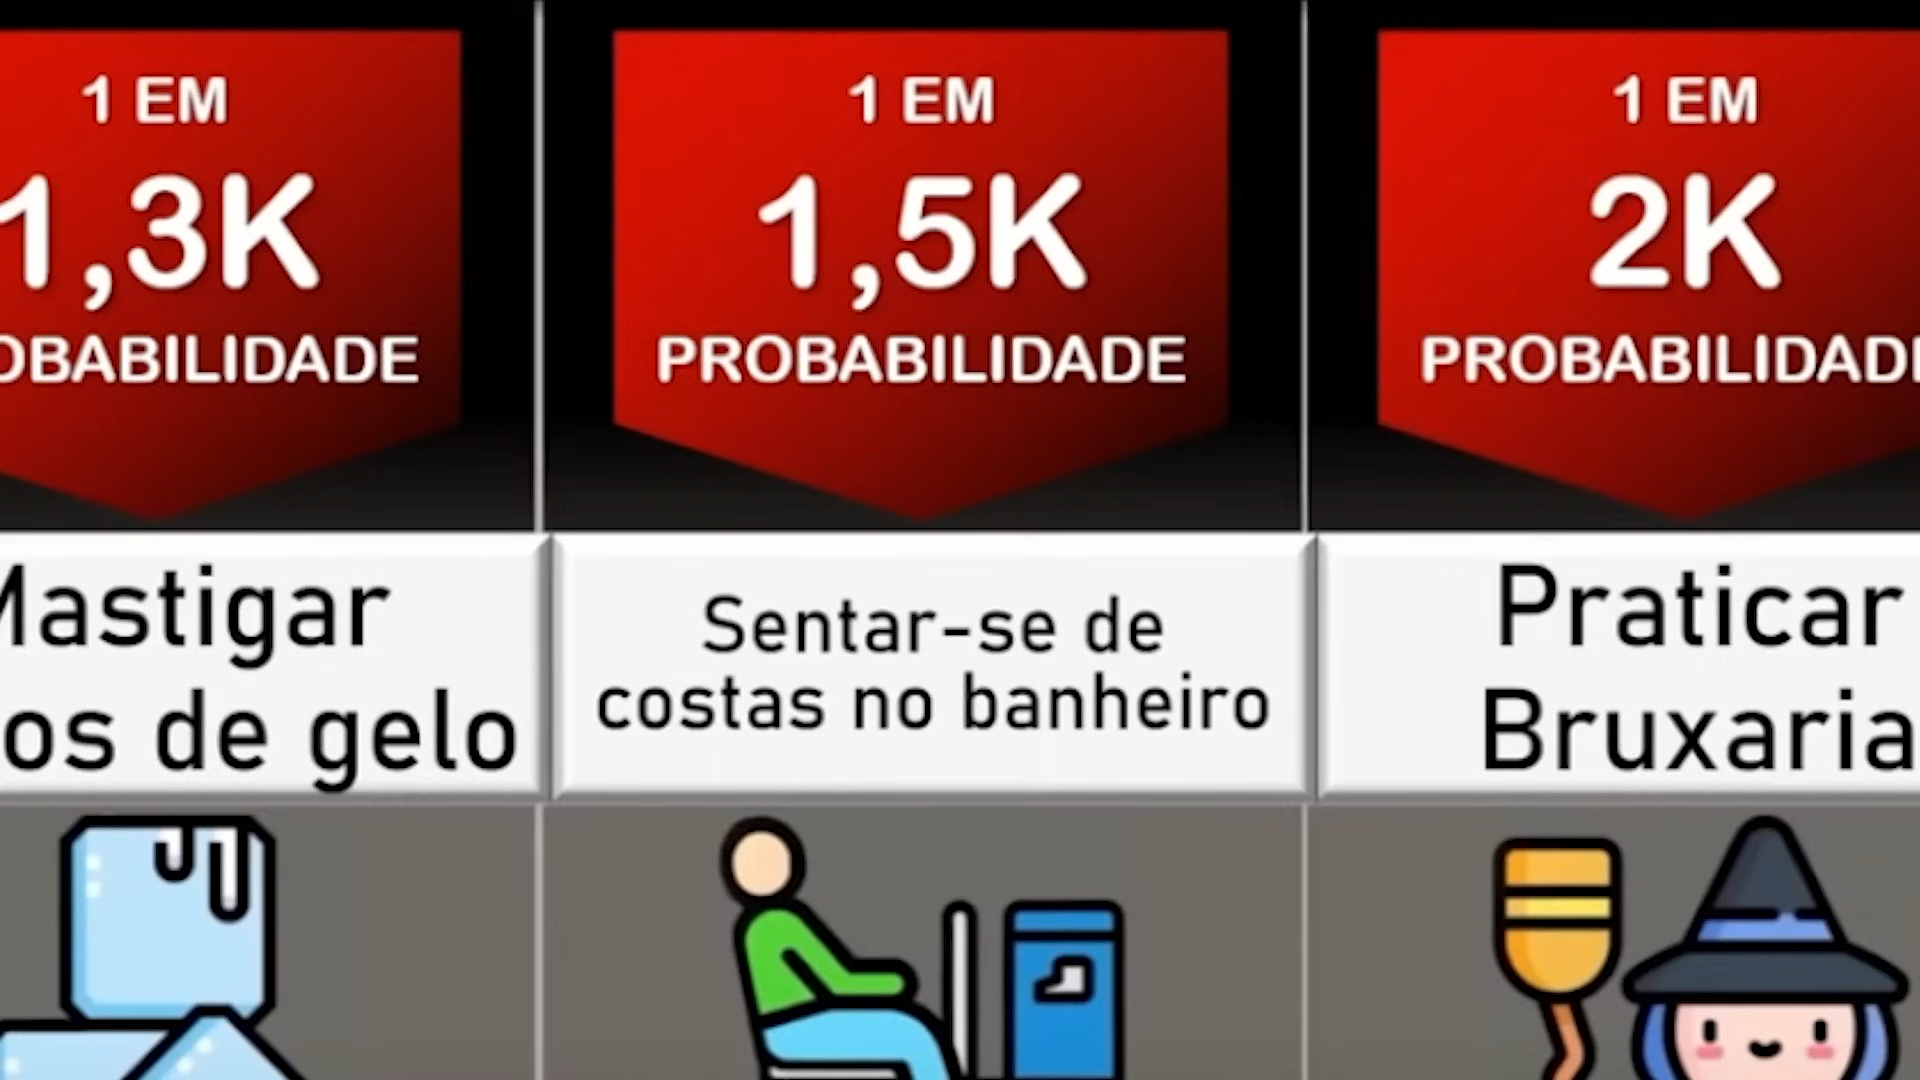 1 EM
1,3K
OBABILIDADE
Mastigar
os de gelo
1 EM
1,5K
PROBABILIDADE
Sentar-se de
costas no banheiro
1 EM
2K
PROBABILIDADE
Praticar
Bruxaria